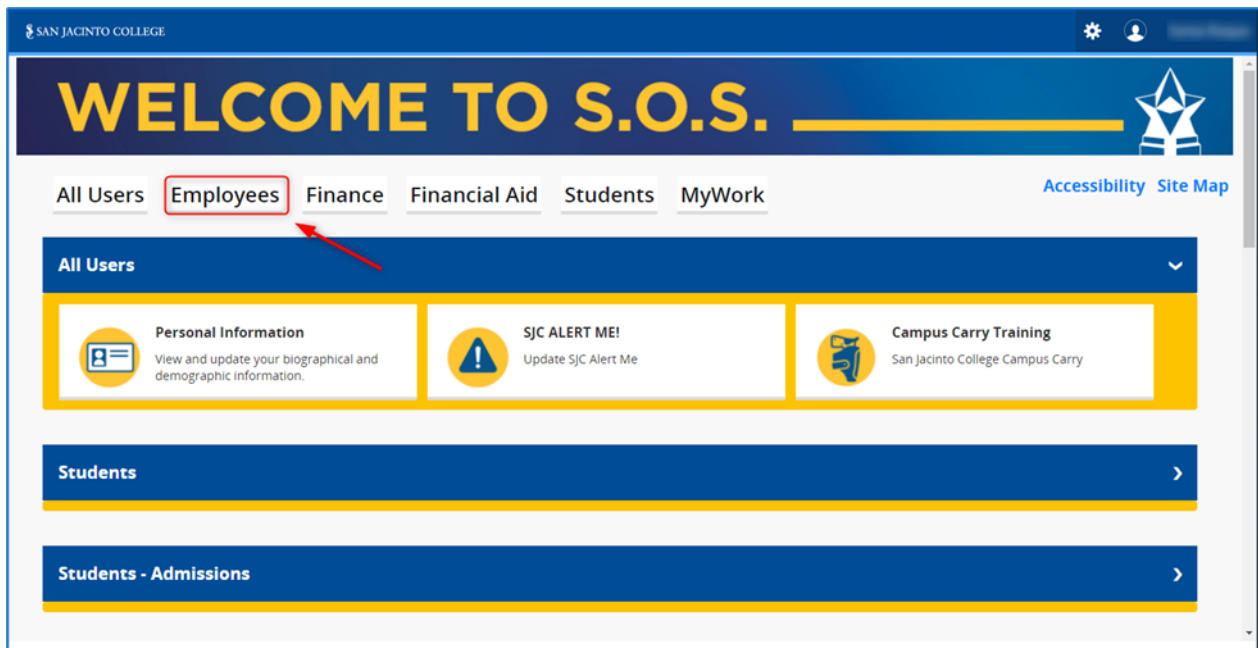 SAN JACINTO COLLEGE
WELCOME TO S.O.S.
All Users Employees Finance Financial Aid Students MyWork Accessibility Site Map
All Users
Personal Information
View and update your biographical and
demographic information.
SJC ALERT ME!
Update SJC Alert Me
Campus Carry Training
San Jacinto College Campus Carry
Students
Students - Admissions